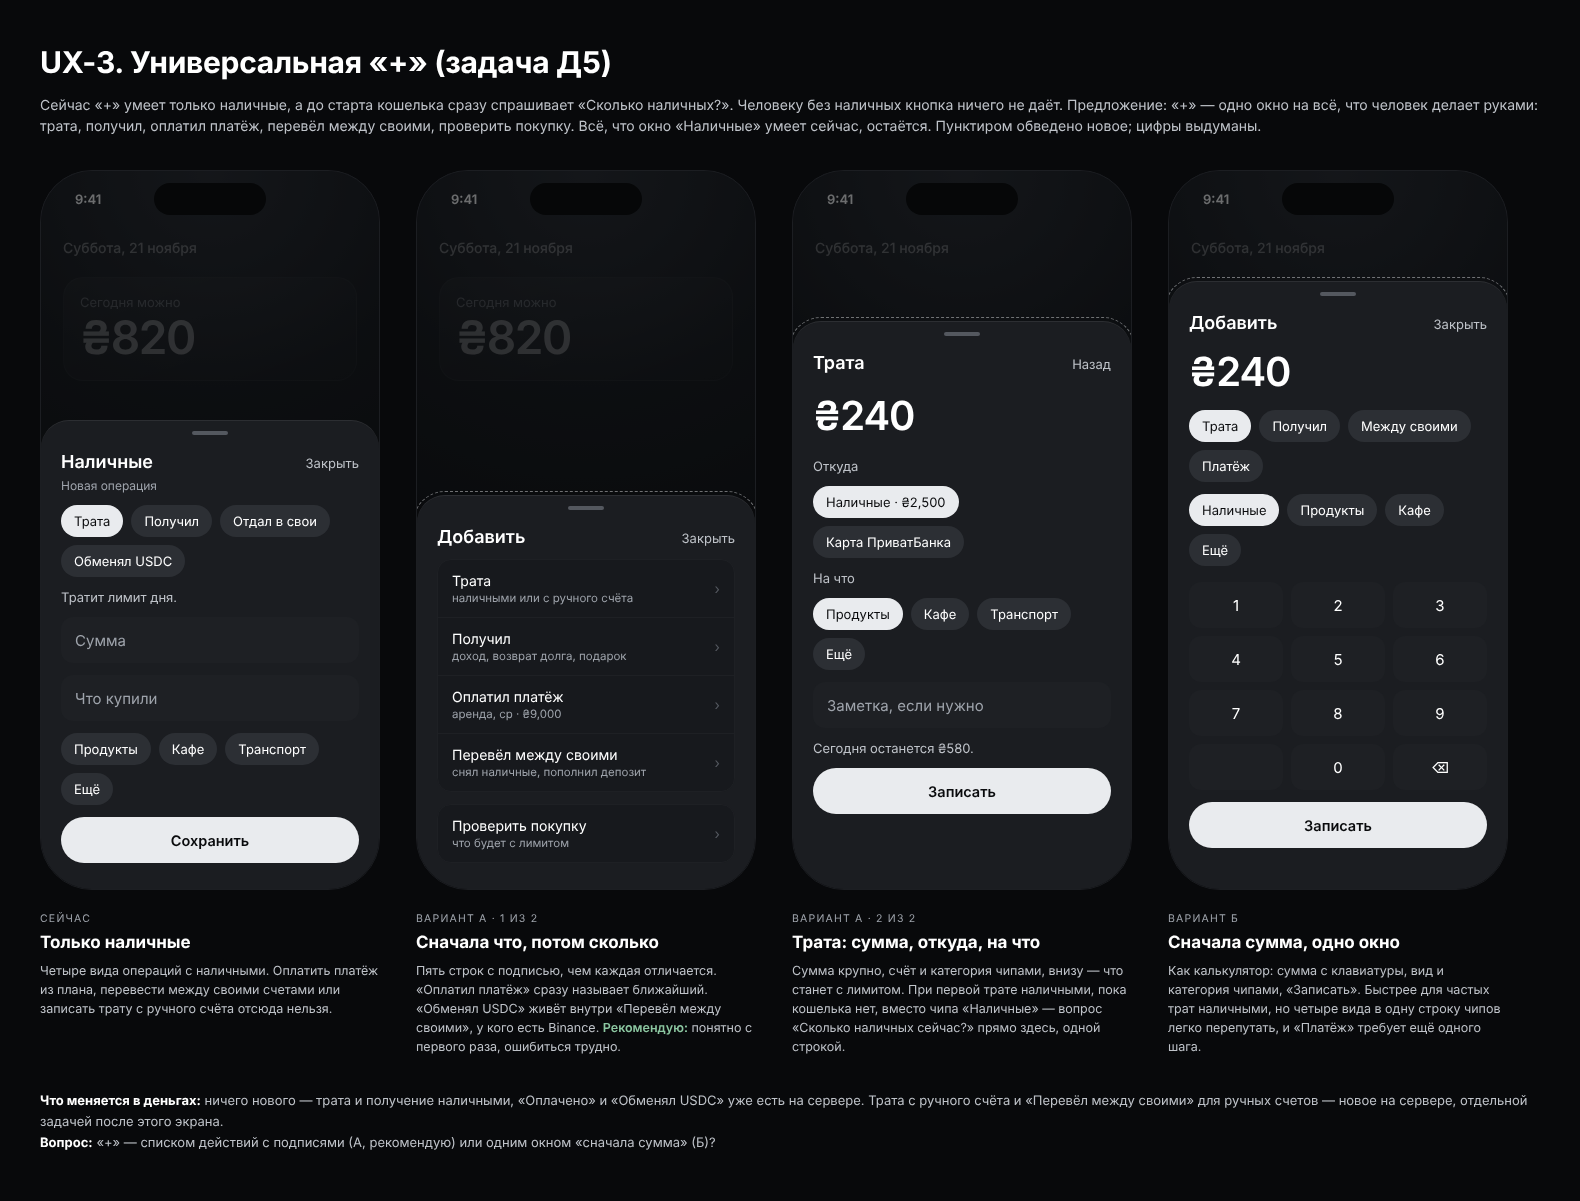 UX-3. Универсальная «+» (задача Д5)
Сейчас «+» умеет только наличные, а до старта кошелька сразу спрашивает «Сколько наличных?». Человеку без наличных кнопка ничего не даёт. Предложение: «+» — одно окно на всё, что человек делает руками:
трата, получил, оплатил платёж, перевёл между своими, проверить покупку. Всё, что окно «Наличные» умеет сейчас, остаётся. Пунктиром обведено новое; цифры выдуманы.
9:41
Суббота, 21 ноября
Сегодня можно
₴820
Наличные
Закрыть
Новая операция
Трата
Получил
Отдал в свои
Обменял USDC
Тратит лимит дня.
Сумма
Что купили
Продукты
Кафе
Транспорт
Ещё
Сохранить
СЕЙЧАС
Только наличные
Четыре вида операций с наличными. Оплатить платёж
из плана, перевести между своими счетами или
записать трату с ручного счёта отсюда нельзя.
9:41
Суббота, 21 ноября
Сегодня можно
₴820
Добавить
Закрыть
Трата
наличными или с ручного счёта
Получил
доход, возврат долга, подарок
Оплатил платёж
аренда, ср · ₴9,000
Перевёл между своими
снял наличные, пополнил депозит
Проверить покупку
что будет с лимитом
ВАРИАНТ А · 1 ИЗ 2
Сначала что, потом сколько
Пять строк с подписью, чем каждая отличается.
«Оплатил платёж» сразу называет ближайший.
«Обменял USDC» живёт внутри «Перевёл между
своими», у кого есть Binance. Рекомендую: понятно с
первого раза, ошибиться трудно.
9:41
Суббота, 21 ноября
Трата
Назад
₴240
Откуда
Наличные · ₴2,500
Карта ПриватБанка
На что
Продукты
Кафе
Транспорт
Ещё
Заметка, если нужно
Сегодня останется ₴580.
Записать
ВАРИАНТ А · 2 ИЗ 2
Трата: сумма, откуда, на что
Сумма крупно, счёт и категория чипами, внизу — что
станет с лимитом. При первой трате наличными, пока
кошелька нет, вместо чипа «Наличные» — вопрос
«Сколько наличных сейчас?» прямо здесь, одной
строкой.
9:41
Суббота, 21 ноября
Добавить
Закрыть
₴240
Трата
Получил
Между своими
Платёж
Наличные
Продукты
Кафе
Ещё
1
2
3
4
5
6
7
8
9
0
Записать
ВАРИАНТ Б
Сначала сумма, одно окно
Как калькулятор: сумма с клавиатуры, вид и
категория чипами, «Записать». Быстрее для частых
трат наличными, но четыре вида в одну строку чипов
легко перепутать, и «Платёж» требует ещё одного
шага.
Что меняется в деньгах: ничего нового — трата и получение наличными, «Оплачено» и «Обменял USDC» уже есть на сервере. Трата с ручного счёта и «Перевёл между своими» для ручных счетов — новое на сервере, отдельной
задачей после этого экрана.
Вопрос: «+» — списком действий с подписями (А, рекомендую) или одним окном «сначала сумма» (Б)?